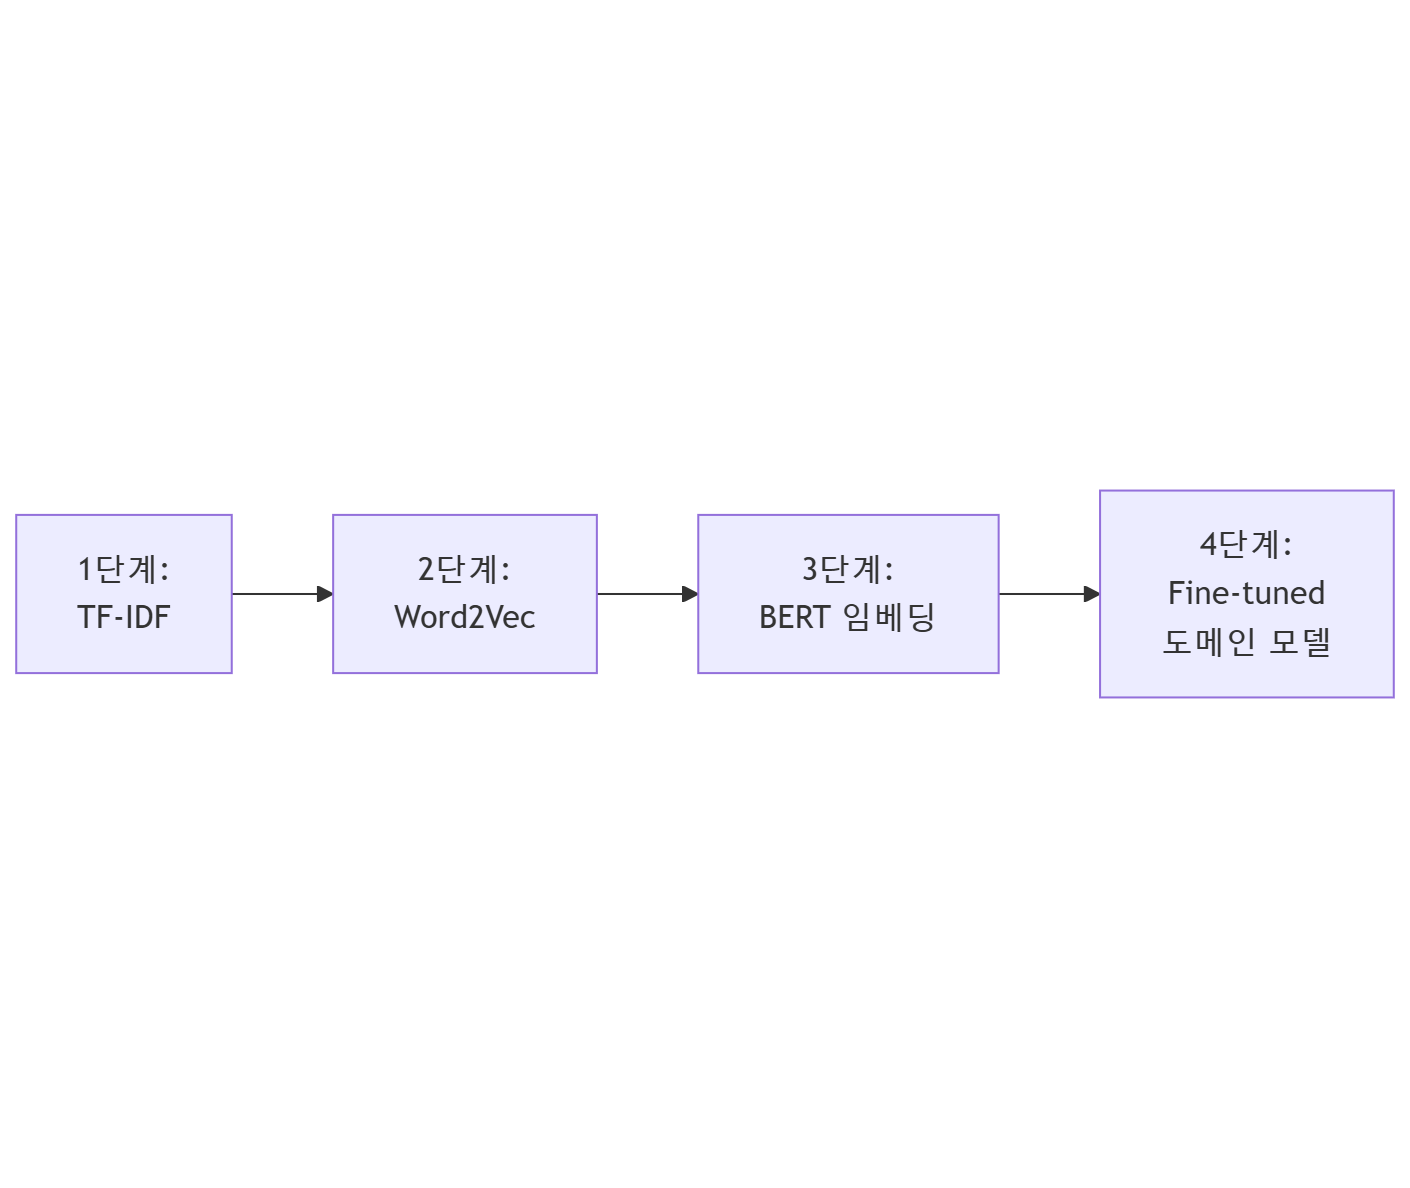 1단계:
TF-IDF
2단계:
Word2Vec
3단계:
BERT 임베딩
4단계:
Fine-tuned
도메인 모델